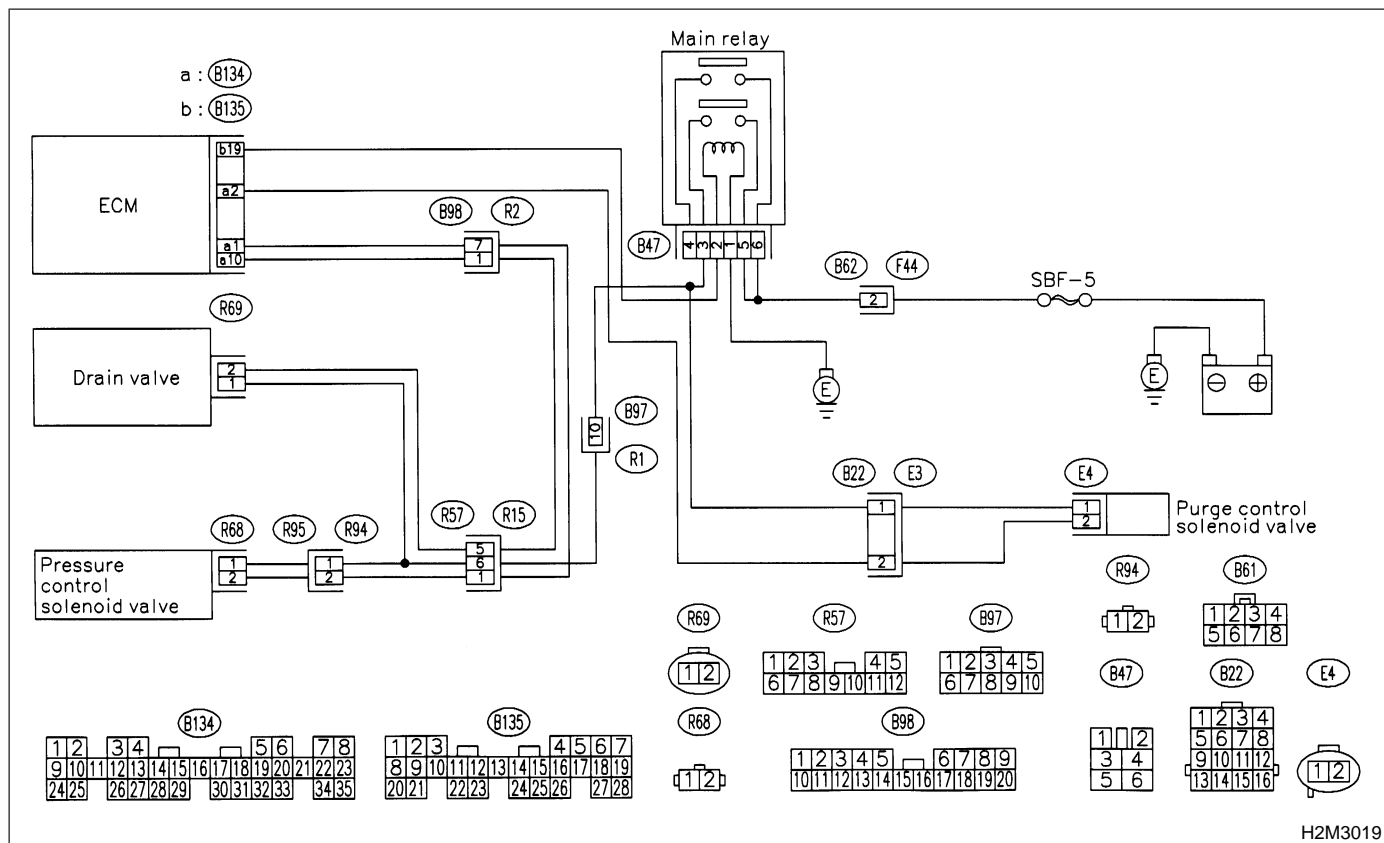 Main relay
a : B134
b : B135
ECM
b19
a2
a1
a10
B98 R2
7
1
B47
4 3 2 1 5 6
B62 F44
2
SBF-5
E
E
⊖ ⊕
R69
Drain valve
2
1
10
B97
R1
B22 E3
1
2
E4
1
2
Purge control
solenoid valve
R68 R95 R94
1 1
2 2
R57 R15
5
6
1
Pressure
control
solenoid valve
R94
1 2
B61
1 2 3 4
5 6 7 8
R69
1 2
R57
1 2 3 4 5
6 7 8 9 10 11 12
B97
1 2 3 4 5
6 7 8 9 10
B47
1 2
3 4
5 6
B22
1 2 3 4
5 6 7 8
9 10 11 12
13 14 15 16
E4
1 2
B134
1 2 3 4 5 6 7 8
9 10 11 12 13 14 15 16 17 18 19 20 21 22 23
24 25 26 27 28 29 30 31 32 33 34 35
B135
1 2 3 4 5 6 7
8 9 10 11 12 13 14 15 16 17 18 19
20 21 22 23 24 25 26 27 28
R68
1 2
B98
1 2 3 4 5 6 7 8 9
10 11 12 13 14 15 16 17 18 19 20
H2M3019